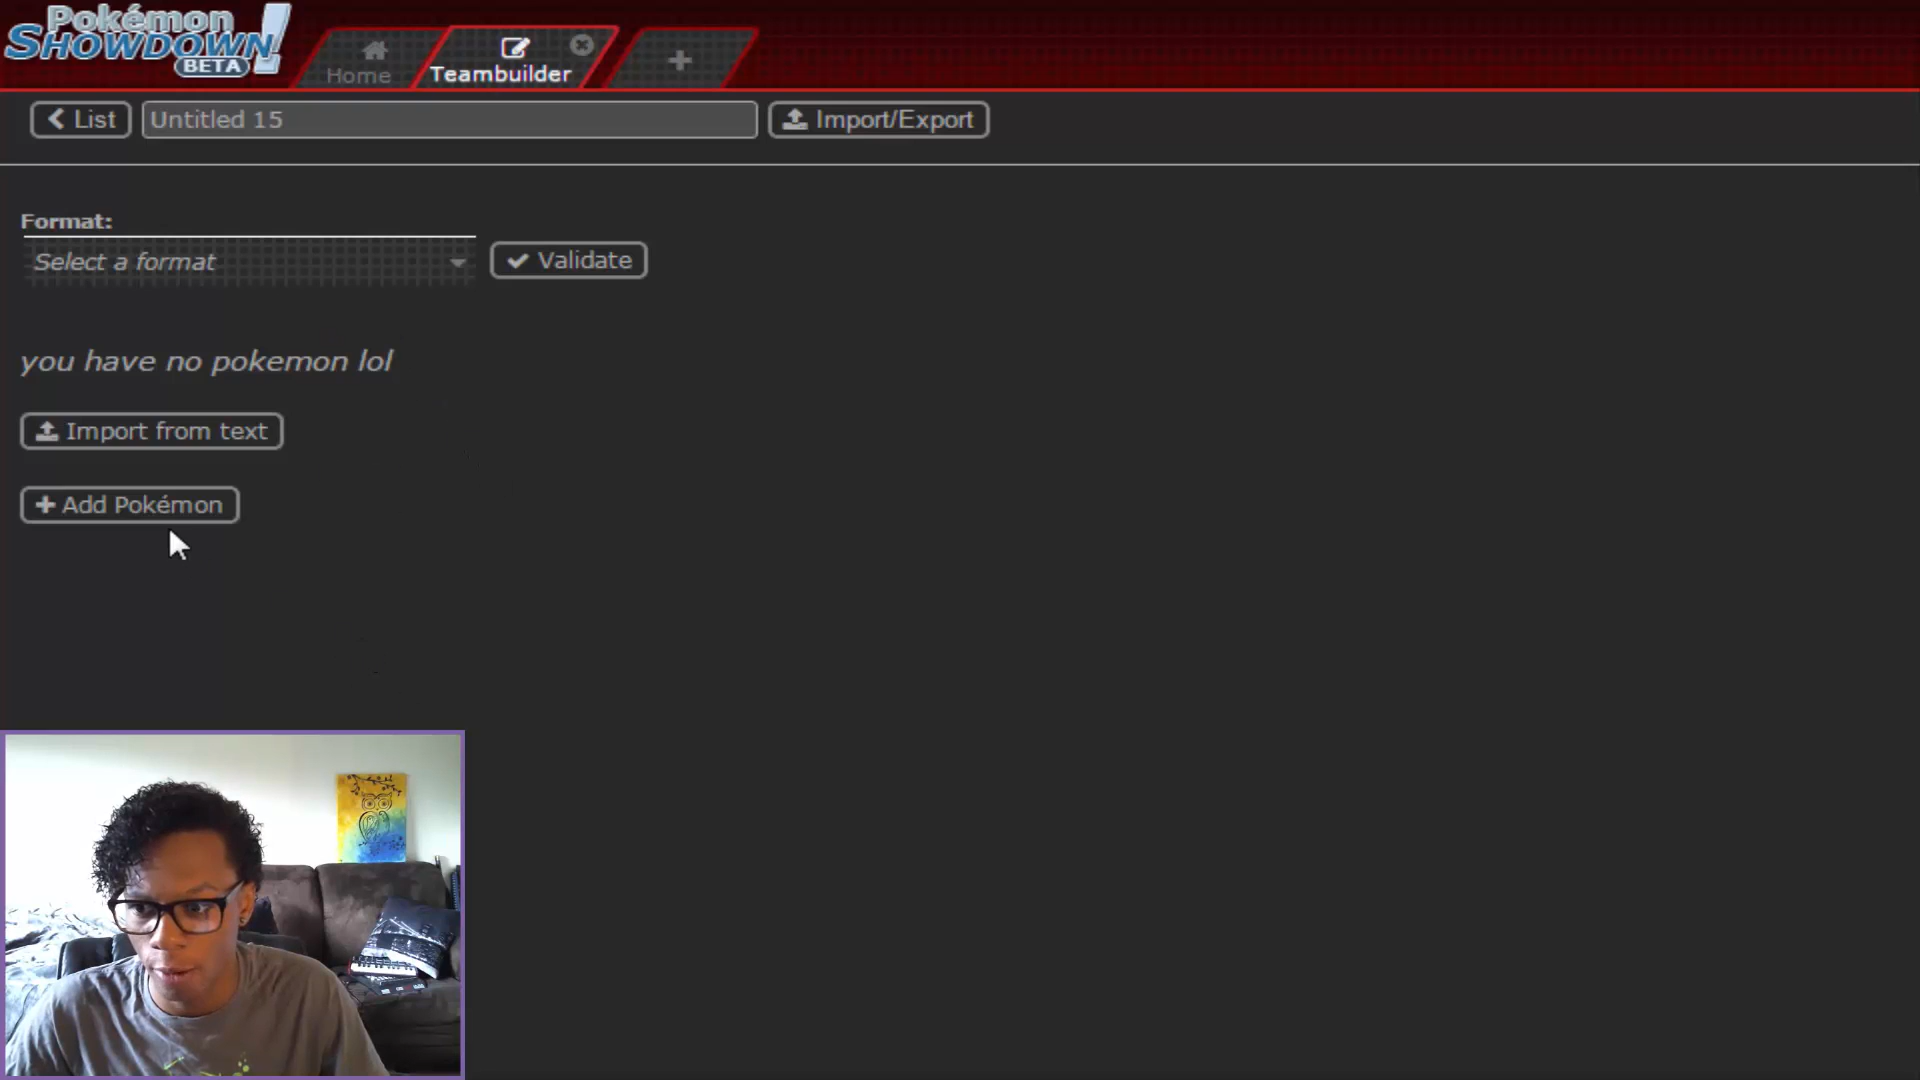 Pokémon
SHOWDOWN!
BETA
Home
Teambuilder
List
Untitled 15
Import/Export
Format:
Select a format
Validate
you have no pokemon lol
Import from text
Add Pokémon